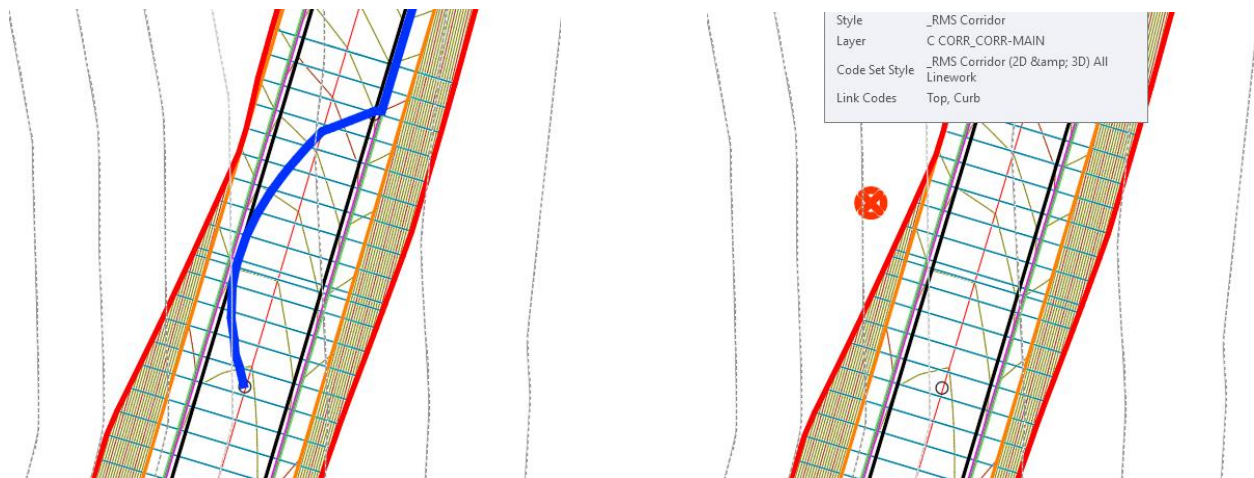 Style _RMS Corridor
Layer C CORR_CORR-MAIN
Code Set Style _RMS Corridor (2D &amp; 3D) All
Linework
Link Codes Top, Curb